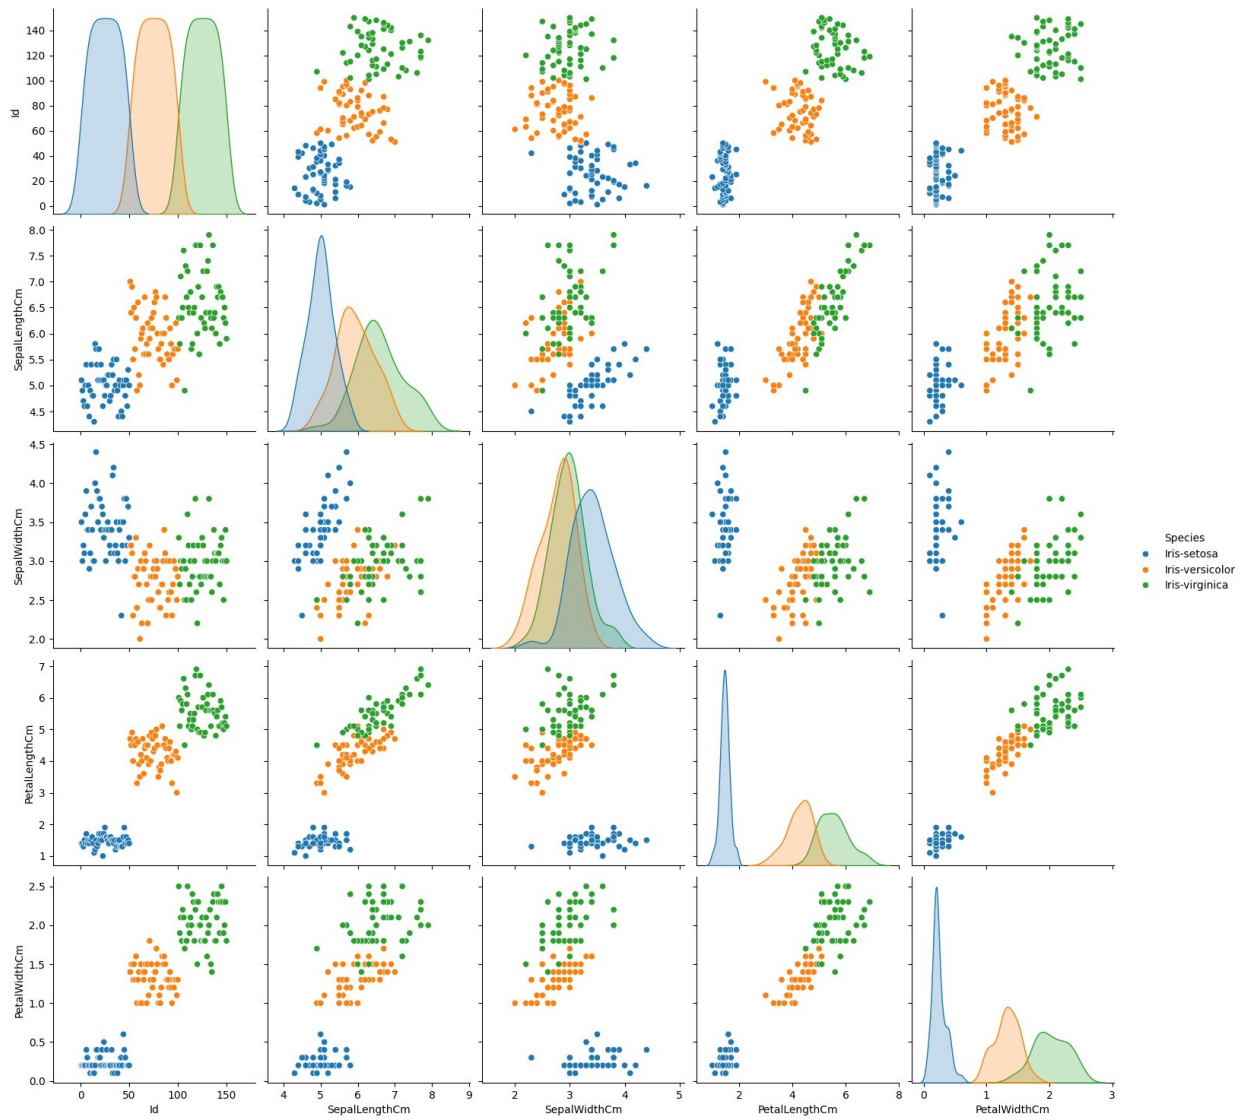 Id
140
120
100
80
60
40
20
0
SepalLengthCm
8.0
7.5
7.0
6.5
6.0
5.5
5.0
4.5
SepalWidthCm
4.5
4.0
3.5
3.0
2.5
2.0
Species
Iris-setosa
Iris-versicolor
Iris-virginica
PetalLengthCm
7
6
5
4
3
2
1
PetalWidthCm
2.5
2.0
1.5
1.0
0.5
0.0
0 50 100 150
4 5 6 7 8 9
2 3 4 5
2 4 6 8
0 1 2 3
Id
SepalLengthCm
SepalWidthCm
PetalLengthCm
PetalWidthCm